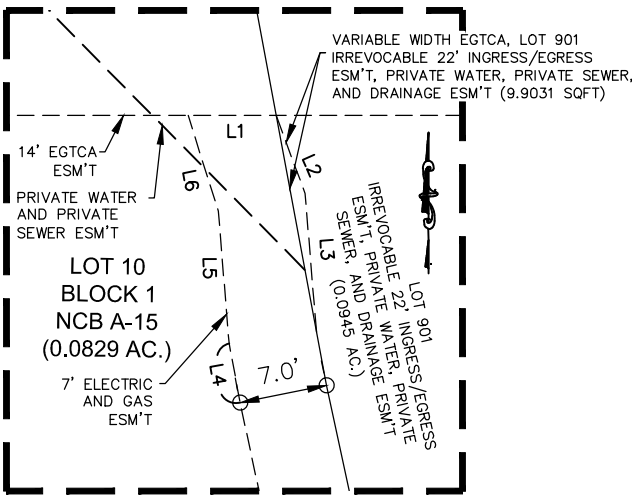 VARIABLE WIDTH EGTCA, LOT 901
IRREVOCABLE 22' INGRESS/EGRESS
ESM'T, PRIVATE WATER, PRIVATE SEWER,
AND DRAINAGE ESM'T (9.9031 SQFT)
L1
14' EGTCA
ESM'T
L2
L6
PRIVATE WATER
AND PRIVATE
SEWER ESM'T
L3
L5
LOT 10
BLOCK 1
NCB A-15
(0.0829 AC.)
LOT 901
IRREVOCABLE 22' INGRESS/EGRESS
ESM'T, PRIVATE WATER, PRIVATE
SEWER, AND DRAINAGE ESM'T
(0.0945 AC.)
7.0'
L4
7' ELECTRIC
AND GAS
ESM'T